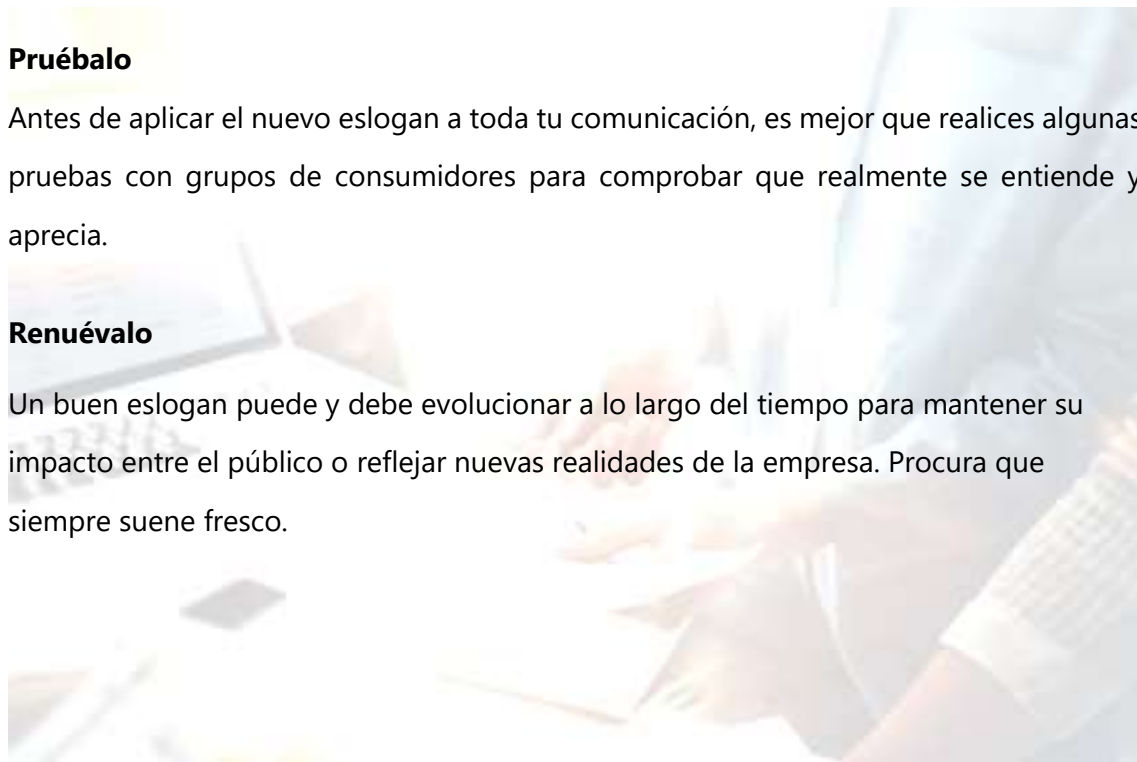 Pruébalo
Antes de aplicar el nuevo eslogan a toda tu comunicación, es mejor que realices algunas
pruebas con grupos de consumidores para comprobar que realmente se entiende y
aprecia.
Renuévalo
Un buen eslogan puede y debe evolucionar a lo largo del tiempo para mantener su
impacto entre el público o reflejar nuevas realidades de la empresa. Procura que
siempre suene fresco.